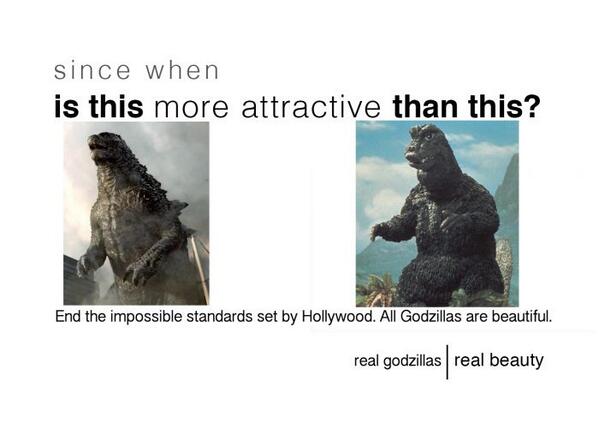 since when
is this more attractive than this?
End the impossible standards set by Hollywood. All Godzillas are beautiful.
real godzillas | real beauty